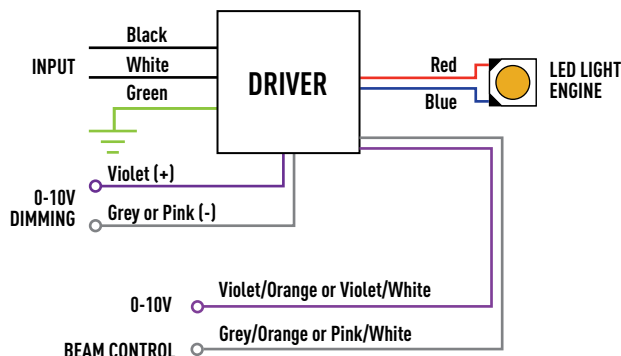 Black
INPUT
White
Green
DRIVER
Red
Blue
LED LIGHT
ENGINE
Violet (+)
0-10V
DIMMING
Grey or Pink (-)
Violet/Orange or Violet/White
0-10V
Grey/Orange or Pink/White
BEAM CONTROL